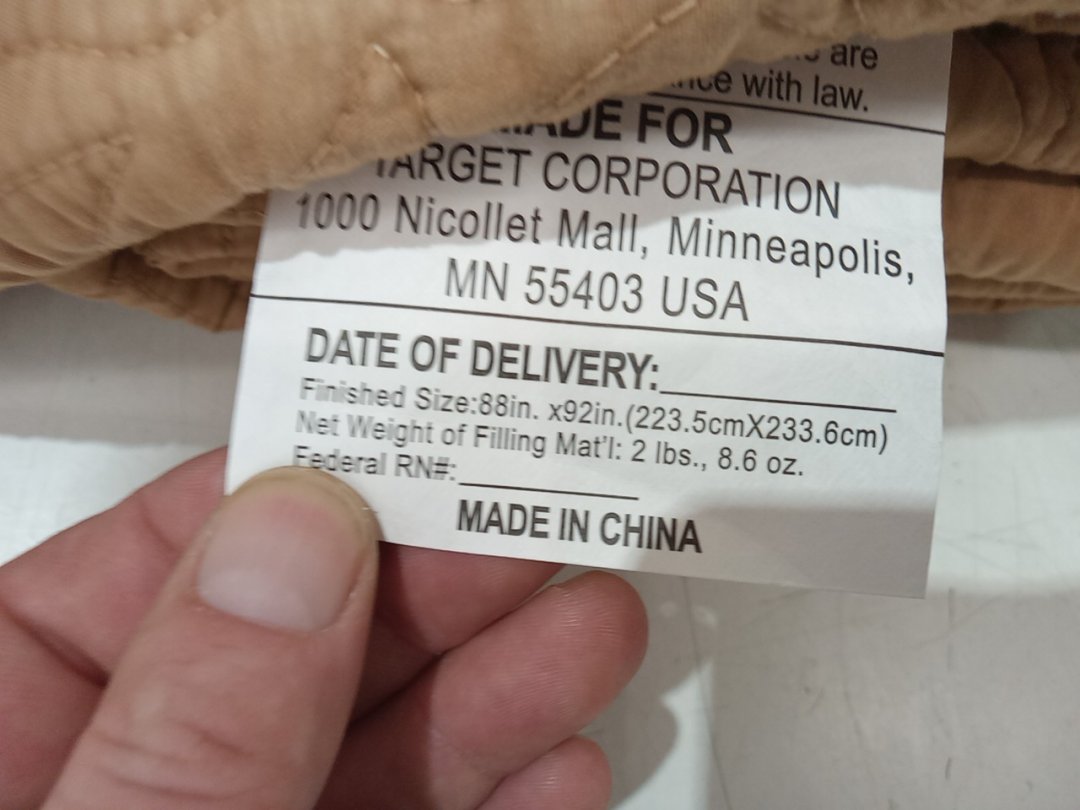 are
with law.
MADE FOR
TARGET CORPORATION
1000 Nicollet Mall, Minneapolis,
MN 55403 USA
DATE OF DELIVERY:
Finished Size:88in. x92in.(223.5cmX233.6cm)
Net Weight of Filling Mat'l: 2 lbs., 8.6 oz.
Federal RN#:
MADE IN CHINA